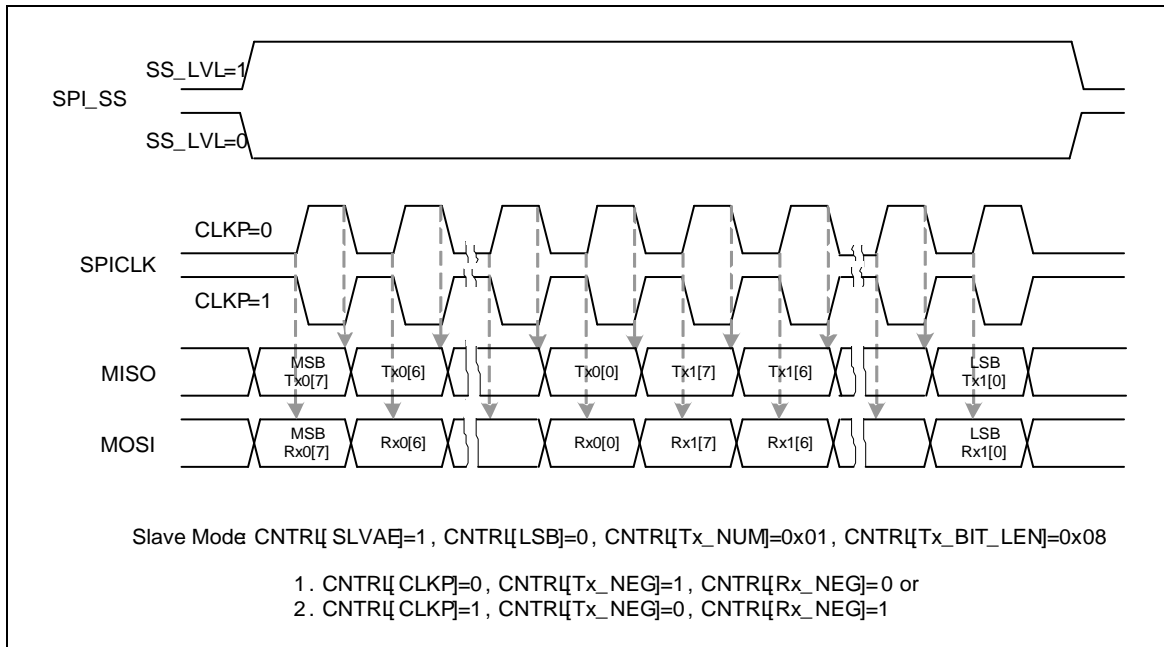 SS_LVL=1
SPI_SS
SS_LVL=0
CLKP=0
SPICLK
CLKP=1
MISO
MSB
Tx0[7]
Tx0[6]
Tx0[0]
Tx1[7]
Tx1[6]
LSB
Tx1[0]
MOSI
MSB
Rx0[7]
Rx0[6]
Rx0[0]
Rx1[7]
Rx1[6]
LSB
Rx1[0]
Slave Mode: CNTRL[SLVAE]=1, CNTRL[LSB]=0, CNTRL[Tx_NUM]=0x01, CNTRL[Tx_BIT_LEN]=0x08
1. CNTRL[CLKP]=0, CNTRL[Tx_NEG]=1, CNTRL[Rx_NEG]=0 or
2. CNTRL[CLKP]=1, CNTRL[Tx_NEG]=0, CNTRL[Rx_NEG]=1